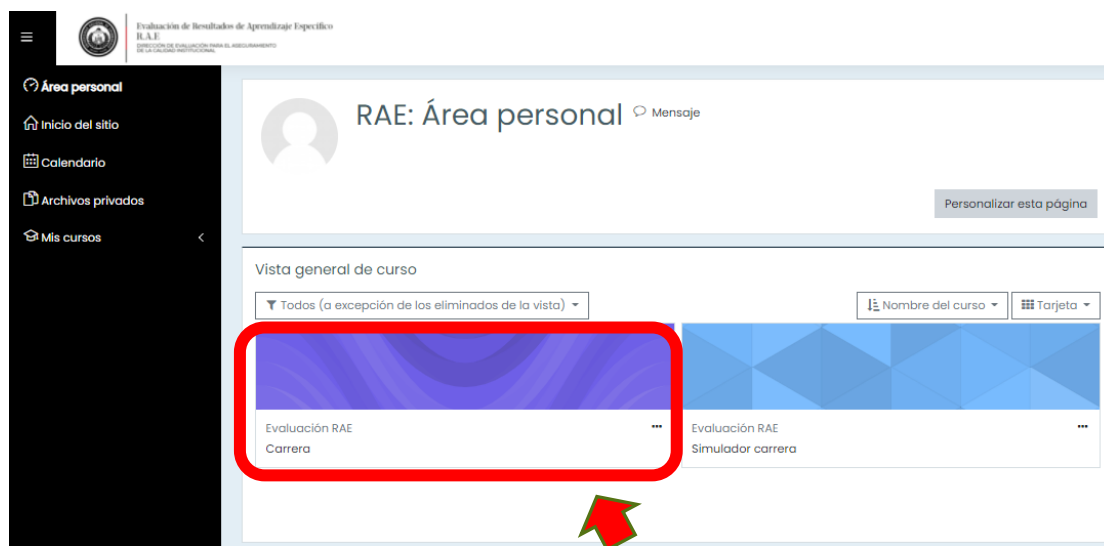 Evaluación de Resultados de Aprendizaje Específico
R.A.E
DIRECCIÓN DE EVALUACIÓN PARA EL ASEGURAMIENTO
DE LA CALIDAD INSTITUCIONAL
Área personal
Inicio del sitio
Calendario
Archivos privados
Mis cursos
RAE: Área personal Mensaje
Personalizar esta página
Vista general de curso
Todos (a excepción de los eliminados de la vista) Nombre del curso Tarjeta
Evaluación RAE
Carrera
Evaluación RAE
Simulador carrera